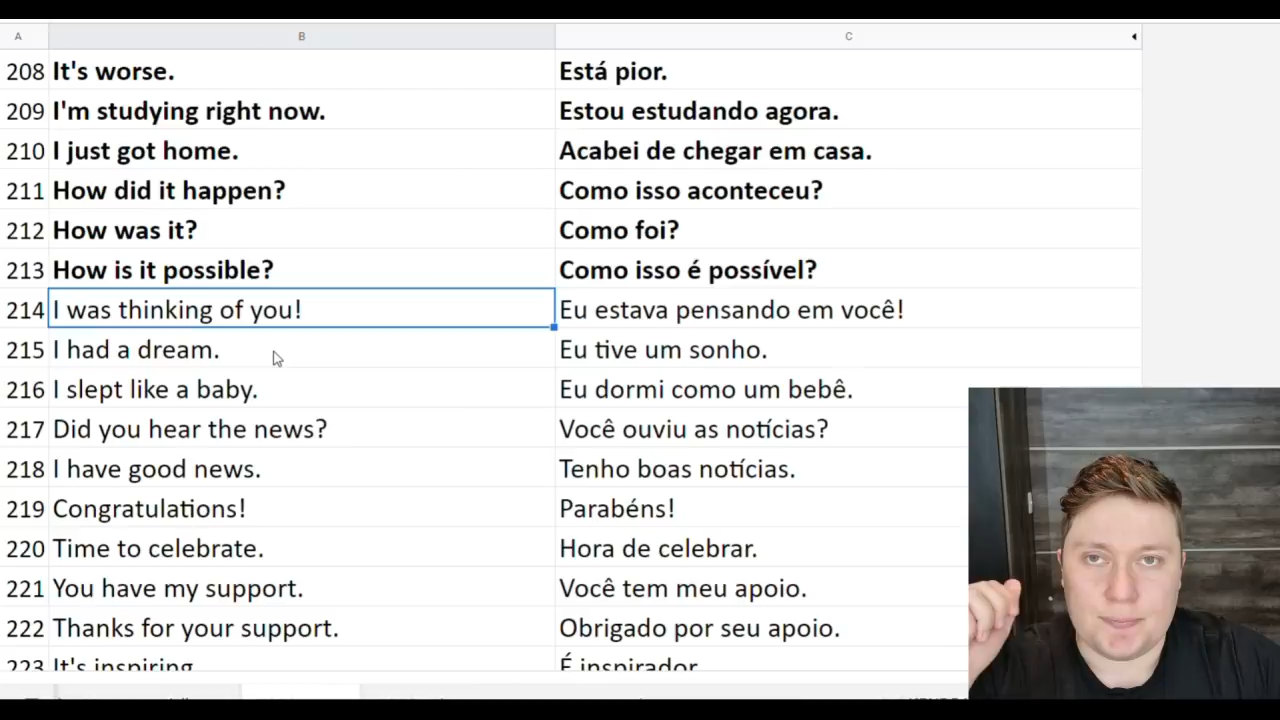 A B C
208 It's worse. Está pior.
209 I'm studying right now. Estou estudando agora.
210 I just got home. Acabei de chegar em casa.
211 How did it happen? Como isso aconteceu?
212 How was it? Como foi?
213 How is it possible? Como isso é possível?
214 I was thinking of you! Eu estava pensando em você!
215 I had a dream. Eu tive um sonho.
216 I slept like a baby. Eu dormi como um bebê.
217 Did you hear the news? Você ouviu as notícias?
218 I have good news. Tenho boas notícias.
219 Congratulations! Parabéns!
220 Time to celebrate. Hora de celebrar.
221 You have my support. Você tem meu apoio.
222 Thanks for your support. Obrigado por seu apoio.
223 It's inspiring É inspirador